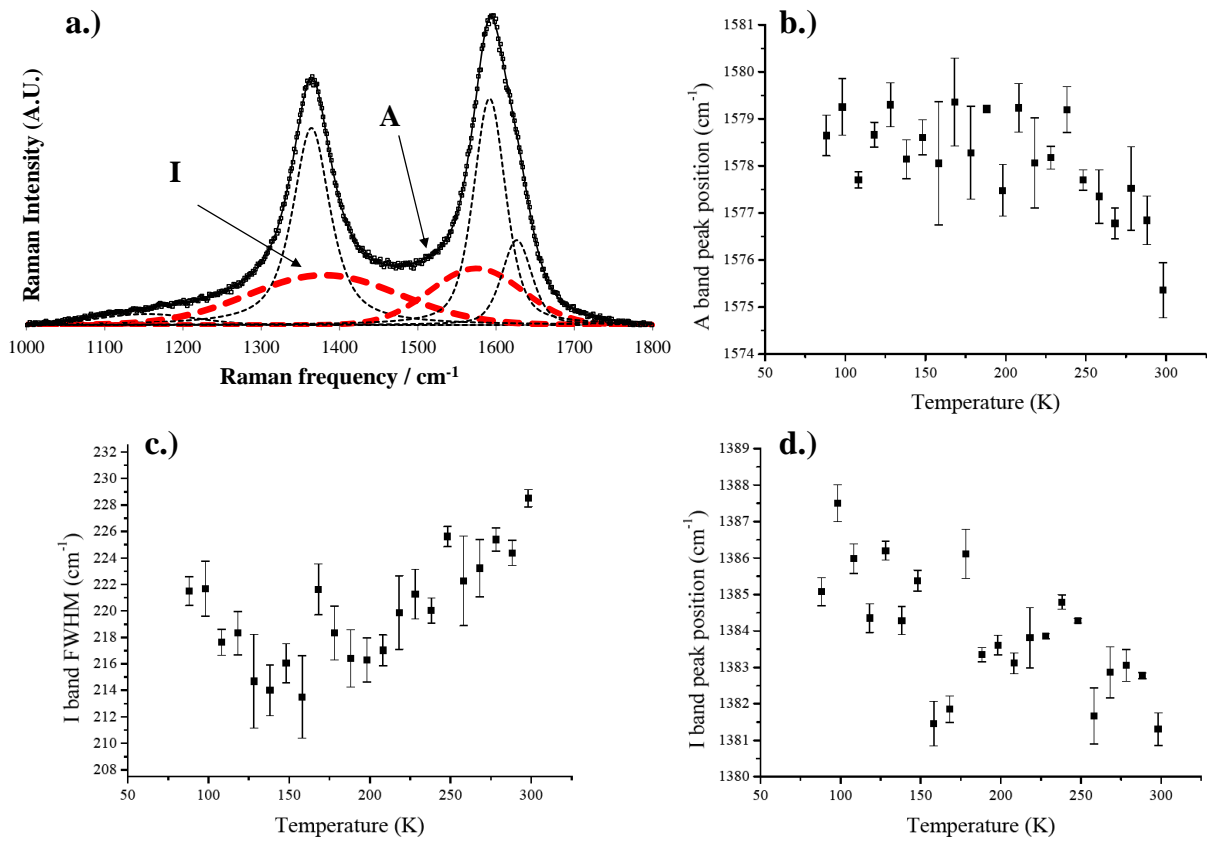 a.)
I
A
Raman Intensity (A.U.)
1000 1100 1200 1300 1400 1500 1600 1700 1800
Raman frequency / cm-1
b.)
A band peak position (cm-1)
1581
1580
1579
1578
1577
1576
1575
1574
50 100 150 200 250 300
Temperature (K)
c.)
I band FWHM (cm-1)
232
230
228
226
224
222
220
218
216
214
212
210
208
50 100 150 200 250 300
Temperature (K)
d.)
I band peak position (cm-1)
1389
1388
1387
1386
1385
1384
1383
1382
1381
1380
50 100 150 200 250 300
Temperature (K)